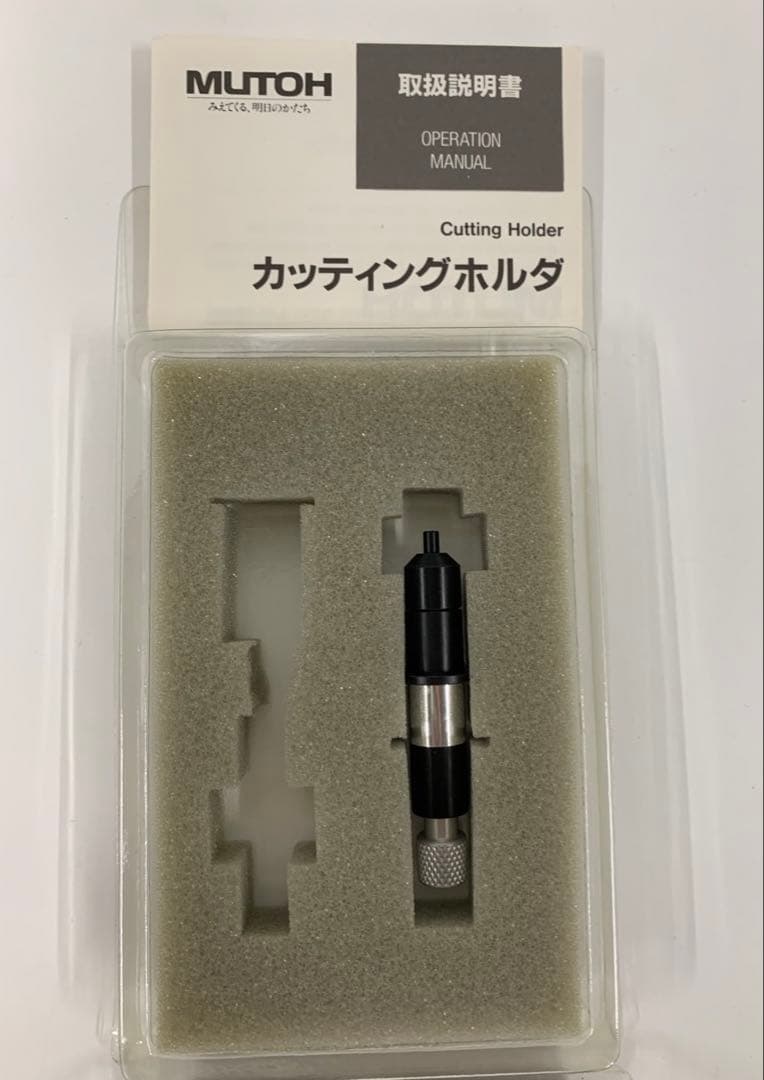 MUTOH
みえてくる、明日のかたち
取扱説明書
OPERATION
MANUAL
Cutting Holder
カッティングホルダ